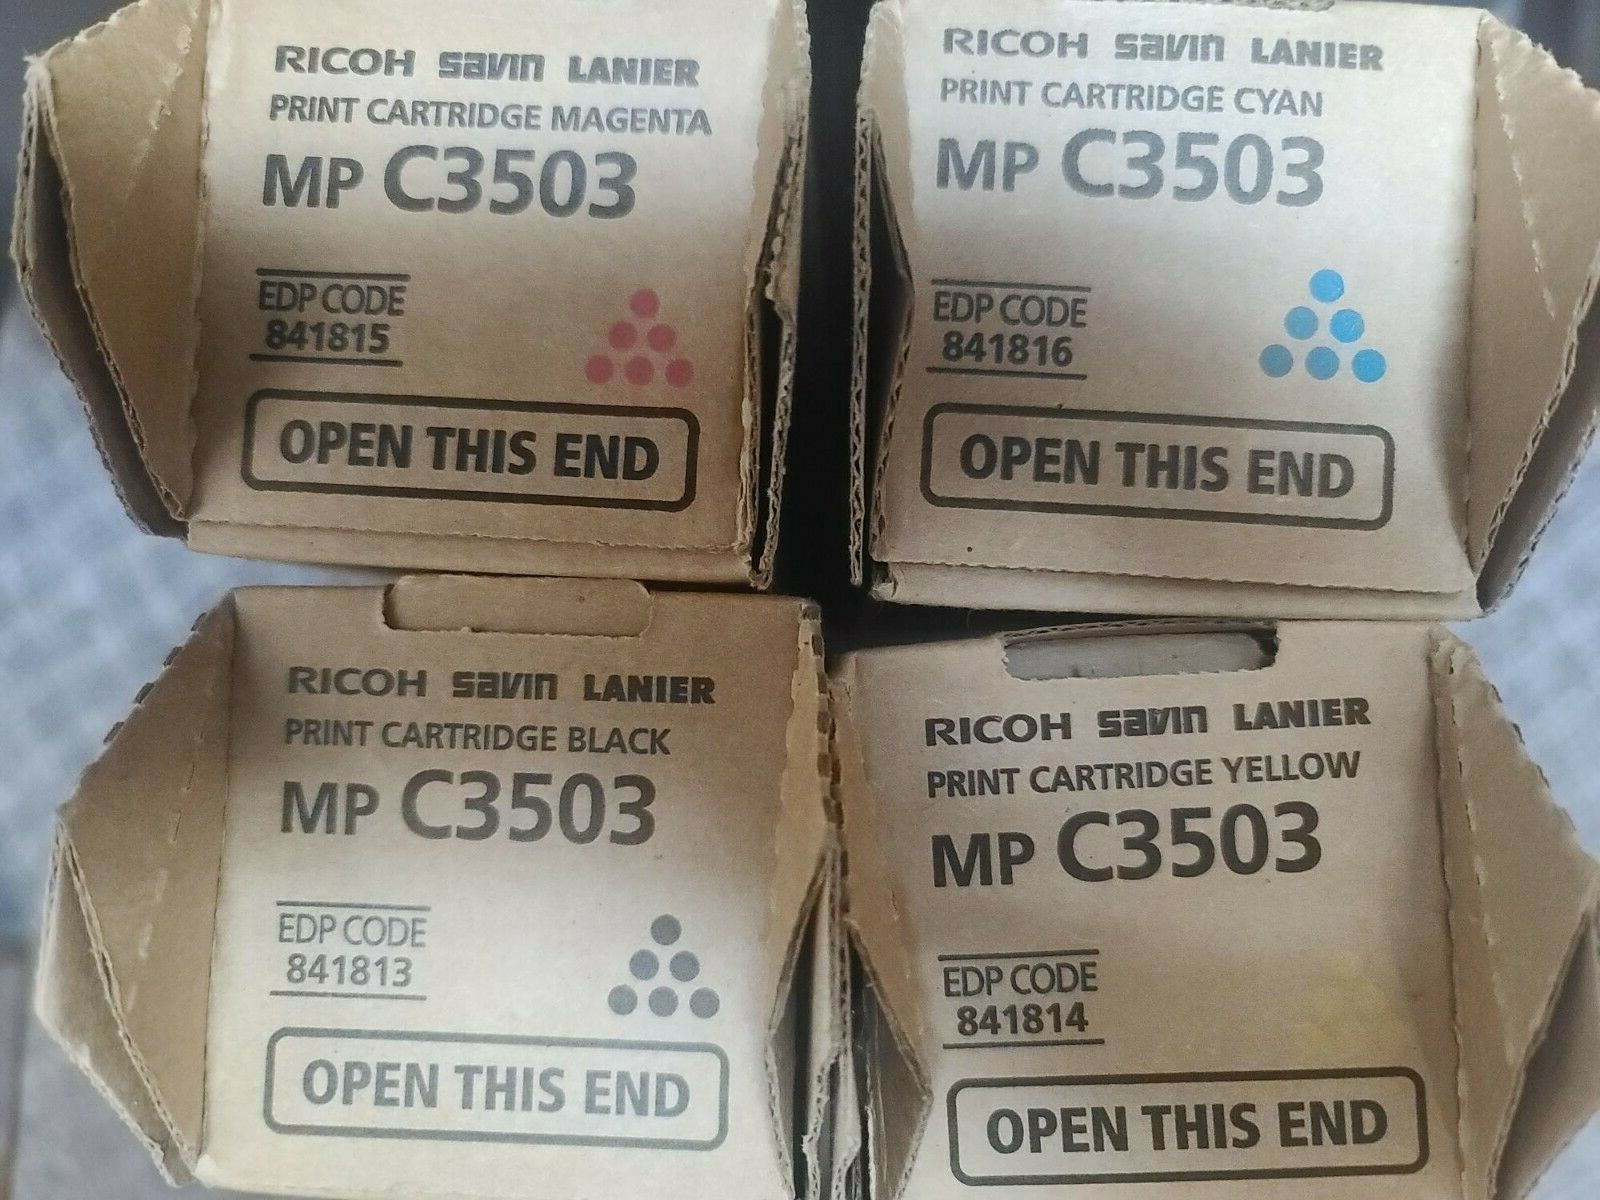 RICOH savin LANIER
PRINT CARTRIDGE MAGENTA
MP C3503
EDP CODE
841815
OPEN THIS END
RICOH savin LANIER
PRINT CARTRIDGE CYAN
MP C3503
EDP CODE
841816
OPEN THIS END
RICOH savin LANIER
PRINT CARTRIDGE BLACK
MP C3503
EDP CODE
841813
OPEN THIS END
RICOH savin LANIER
PRINT CARTRIDGE YELLOW
MP C3503
EDP CODE
841814
OPEN THIS END